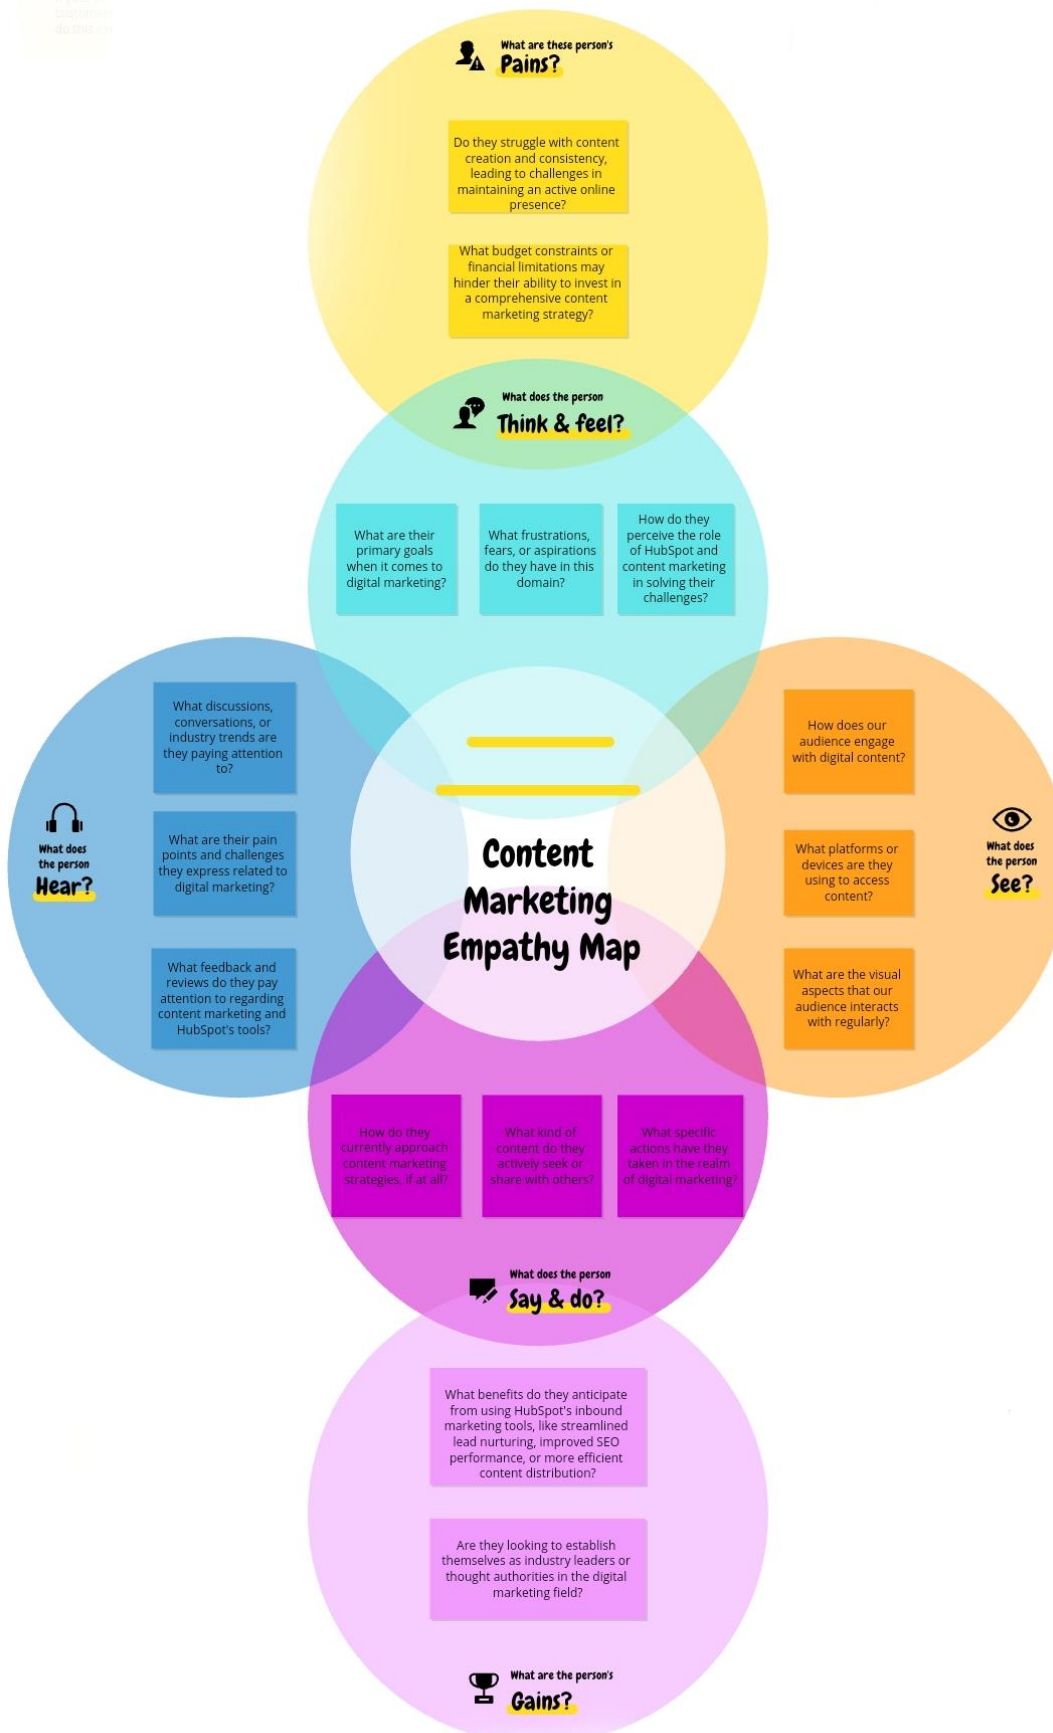 What are these person's
Pains?
Do they struggle with content
creation and consistency,
leading to challenges in
maintaining an active online
presence?
What budget constraints or
financial limitations may
hinder their ability to invest in
a comprehensive content
marketing strategy?
What does the person
Think & feel?
What are their
primary goals
when it comes to
digital marketing?
What frustrations,
fears, or aspirations
do they have in this
domain?
How do they
perceive the role
of HubSpot and
content marketing
in solving their
challenges?
What does
the person
Hear?
What discussions,
conversations, or
industry trends are
they paying attention
to?
What are their pain
points and challenges
they express related to
digital marketing?
What feedback and
reviews do they pay
attention to regarding
content marketing and
HubSpot's tools?
Content
Marketing
Empathy Map
How does our
audience engage
with digital content?
What platforms or
devices are they
using to access
content?
What are the visual
aspects that our
audience interacts
with regularly?
What does
the person
See?
How do they
currently approach
content marketing
strategies, if at all?
What kind of
content do they
actively seek or
share with others?
What specific
actions have they
taken in the realm
of digital marketing?
What does the person
Say & do?
What benefits do they anticipate
from using HubSpot's inbound
marketing tools, like streamlined
lead nurturing, improved SEO
performance, or more efficient
content distribution?
Are they looking to establish
themselves as industry leaders or
thought authorities in the digital
marketing field?
What are the person's
Gains?